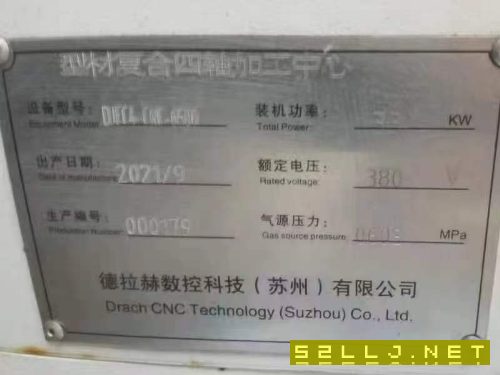 型材复合四轴加工中心
设备型号: 装机功率: KW
Equipment Model: Total Power:
出产日期: 2021/9 额定电压: 380 V
Date of manufacture: Rated voltage:
生产编号: 000179 气源压力: MPa
Production Number: Gas source pressure:
德拉赫数控科技(苏州)有限公司
Drach CNC Technology (Suzhou) Co., Ltd.
52LLJ.NET